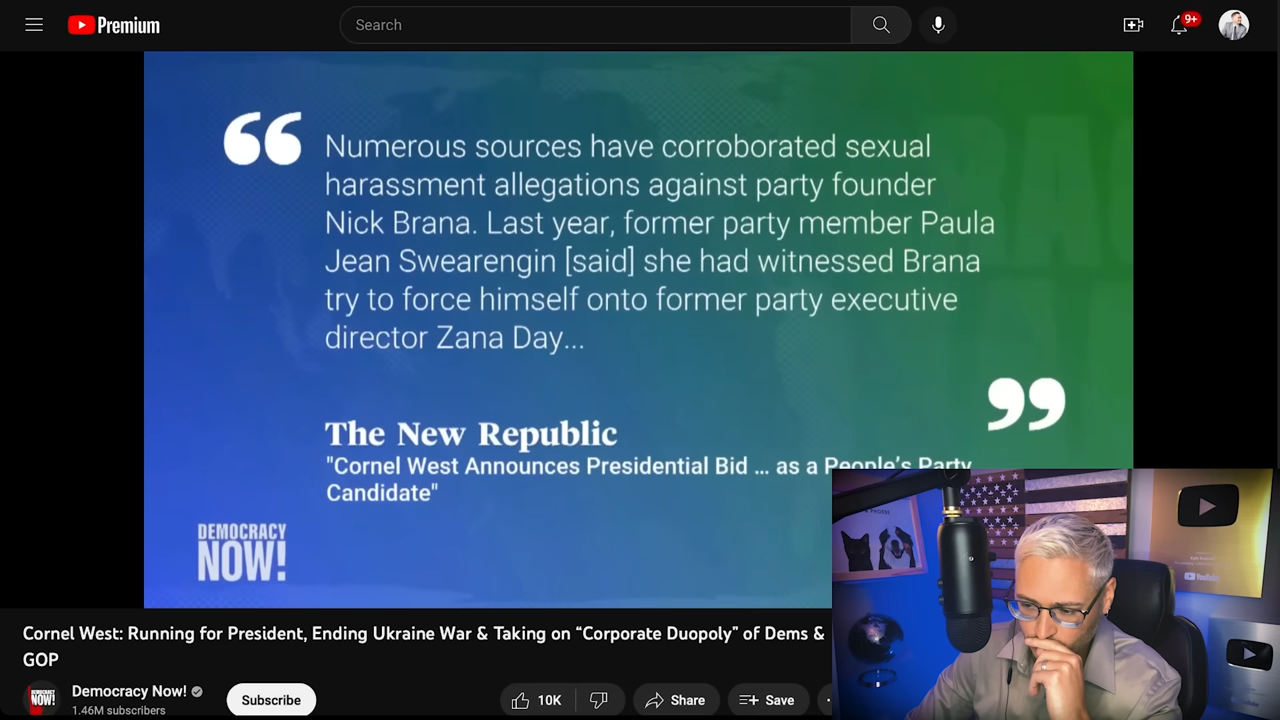 Premium
Search
9+
“
Numerous sources have corroborated sexual
harassment allegations against party founder
Nick Brana. Last year, former party member Paula
Jean Swearengin [said] she had witnessed Brana
try to force himself onto former party executive
director Zana Day...
”
The New Republic
"Cornel West Announces Presidential Bid ... as a People’s Party
Candidate"
DEMOCRACY
NOW!
YouTube
Cornel West: Running for President, Ending Ukraine War & Taking on “Corporate Duopoly” of Dems &
GOP
Democracy Now!
1.46M subscribers
Subscribe
10K
Share
Save